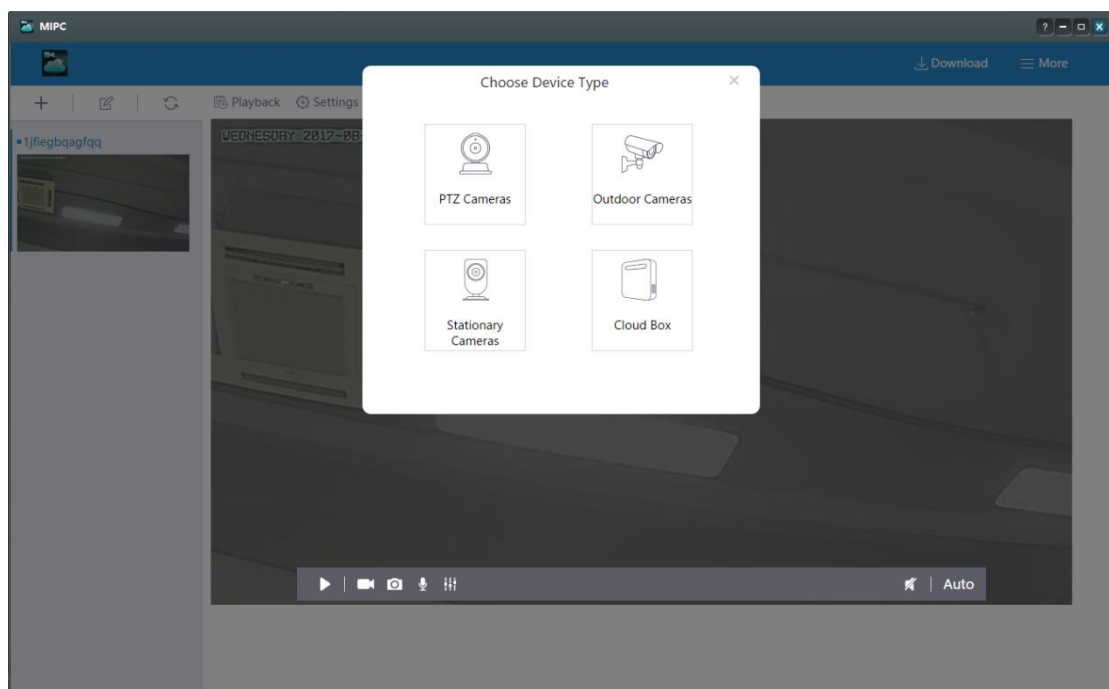 MIPC
?
Download
More
Choose Device Type
Playback Settings
1jfiegbqagfqq
WEDNESDAY 2017-08
PTZ Cameras
Outdoor Cameras
Stationary
Cameras
Cloud Box
Auto